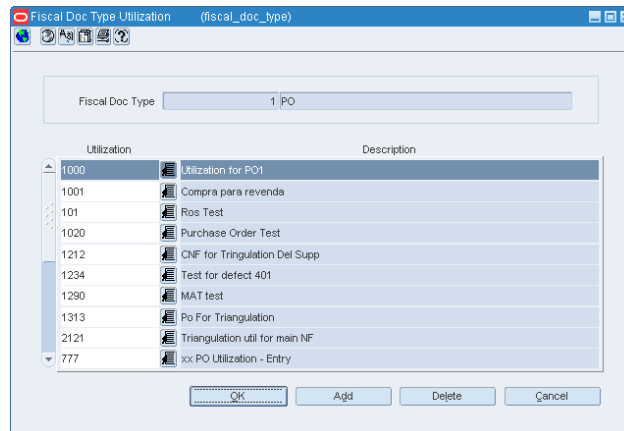 Fiscal Doc Type Utilization (fiscal_doc_type)
Fiscal Doc Type 1 PO
Utilization Description
1000 Utilization for PO1
1001 Compra para revenda
101 Ros Test
1020 Purchase Order Test
1212 CNF for Tringulation Del Supp
1234 Test for defect 401
1290 MAT test
1313 Po For Triangulation
2121 Triangulation util for main NF
777 xx PO Utilization - Entry
OK Add Delete Cancel